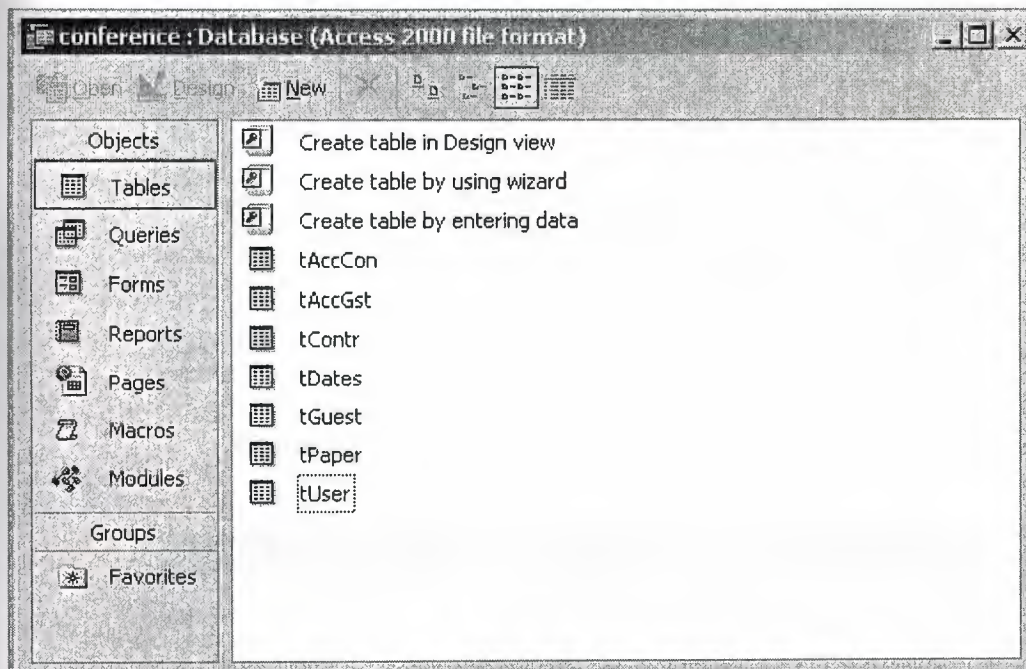 conference : Database (Access 2000 file format)
Open Design New
Objects
Tables
Queries
Forms
Reports
Pages
Macros
Modules
Groups
Favorites
Create table in Design view
Create table by using wizard
Create table by entering data
tAccCon
tAccGst
tContr
tDates
tGuest
tPaper
tUser